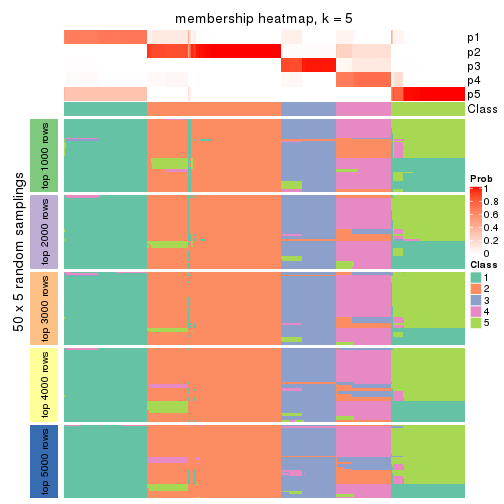 membership heatmap, k = 5
p1
p2
p3
p4
p5
Class
50 x 5 random samplings
top 1000 rows
top 2000 rows
top 3000 rows
top 4000 rows
top 5000 rows
Prob
1
0.8
0.6
0.4
0.2
0
Class
1
2
3
4
5